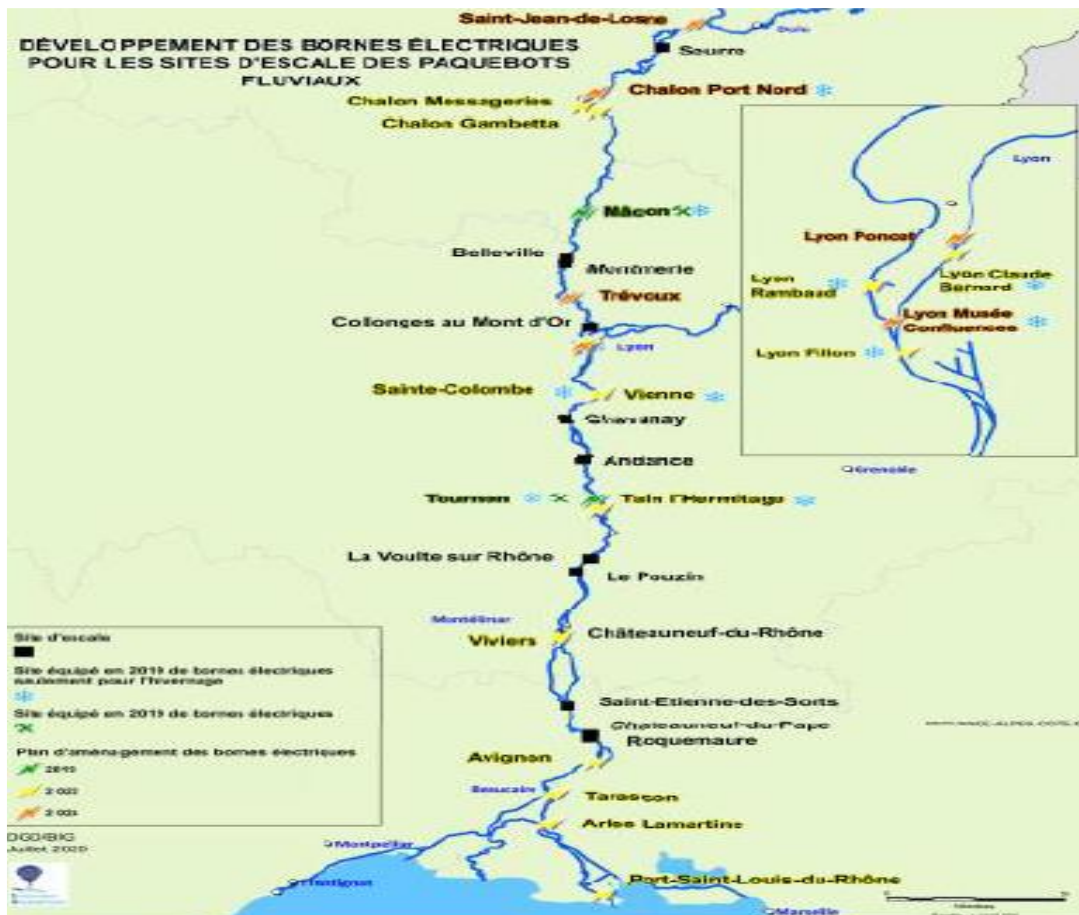 Saint-Jean-de-Losne
DÉVELOPPEMENT DES BORNES ÉLECTRIQUES
POUR LES SITES D'ESCALE DES PAQUEBOTS
FLUVIAUX
Seurre
Chalon Port Nord
Chalon Messageries
Chalon Gambetta
Lyon
Mâcon
Lyon Poncet
Belleville
Montmerle
Lyon Claude
Bernard
Lyon
Rambaud
Trévoux
Lyon Musée
Confluences
Collonges au Mont d'Or
Lyon
Lyon Fillon
Sainte-Colombe
Vienne
Chavanay
Andance
Grenoble
Tournon
Tain l'Hermitage
La Voulte sur Rhône
Le Pouzin
Montélimar
Viviers
Châteauneuf-du-Rhône
Site d'escale
Site équipé en 2019 de bornes électriques
seulement pour l'hivernage
Site équipé en 2019 de bornes électriques
Plan d'aménagement des bornes électriques
2019
Saint-Etienne-des-Sorts
Chateauneuf-du-Pape
Roquemaure
Avignon
Beaucaire
Tarascon
Arles Lamartine
Juillet 2020
Montpellier
Port-Saint-Louis-du-Rhône
Marseille